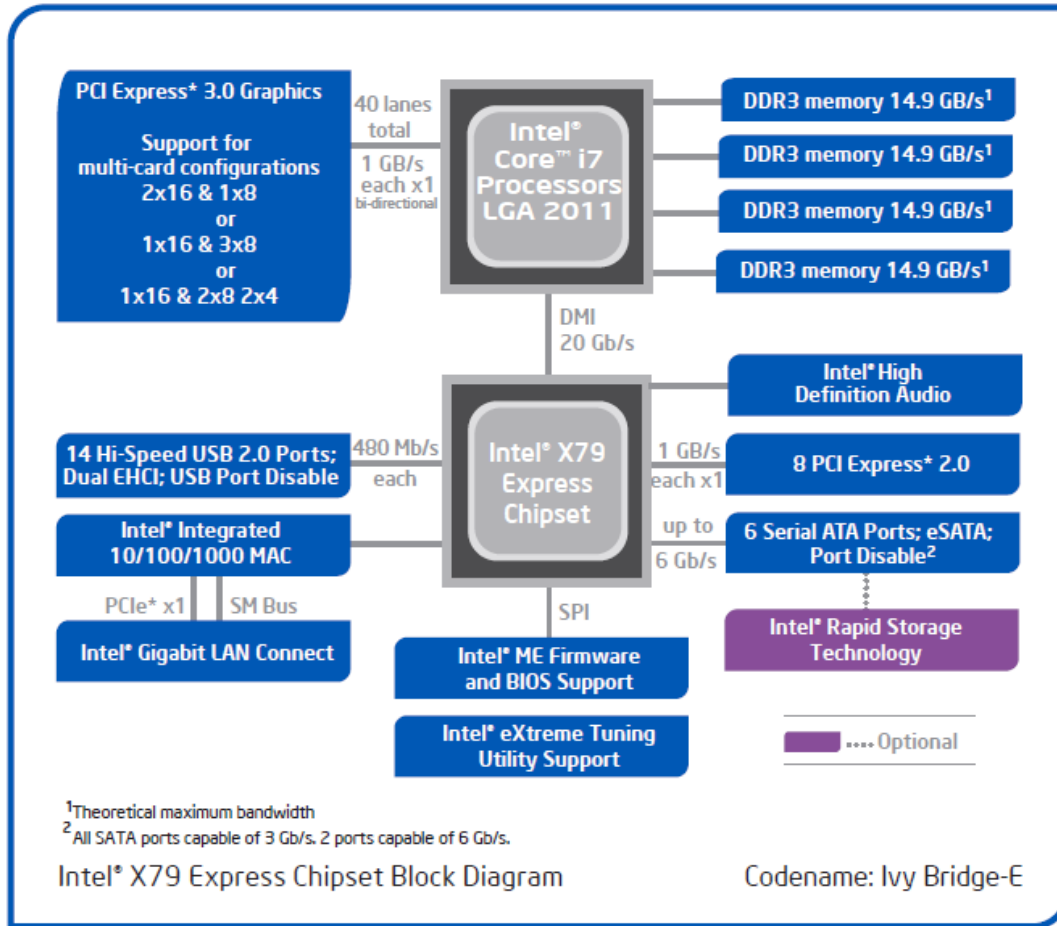 PCI Express* 3.0 Graphics
Support for
multi-card configurations
2x16 & 1x8
or
1x16 & 3x8
or
1x16 & 2x8 2x4
40 lanes
total
1 GB/s
each x1
bi-directional
Intel®
Core™ i7
Processors
LGA 2011
DDR3 memory 14.9 GB/s¹
DDR3 memory 14.9 GB/s¹
DDR3 memory 14.9 GB/s¹
DDR3 memory 14.9 GB/s¹
DMI
20 Gb/s
Intel® High
Definition Audio
14 Hi-Speed USB 2.0 Ports;
Dual EHCI; USB Port Disable
480 Mb/s
each
Intel® X79
Express
Chipset
1 GB/s
each x1
8 PCI Express* 2.0
Intel® Integrated
10/100/1000 MAC
up to
6 Gb/s
6 Serial ATA Ports; eSATA;
Port Disable²
PCIe* x1
SM Bus
SPI
Intel® Gigabit LAN Connect
Intel® ME Firmware
and BIOS Support
Intel® Rapid Storage
Technology
Intel® eXtreme Tuning
Utility Support
Optional
¹Theoretical maximum bandwidth
²All SATA ports capable of 3 Gb/s. 2 ports capable of 6 Gb/s.
Intel® X79 Express Chipset Block Diagram
Codename: Ivy Bridge-E